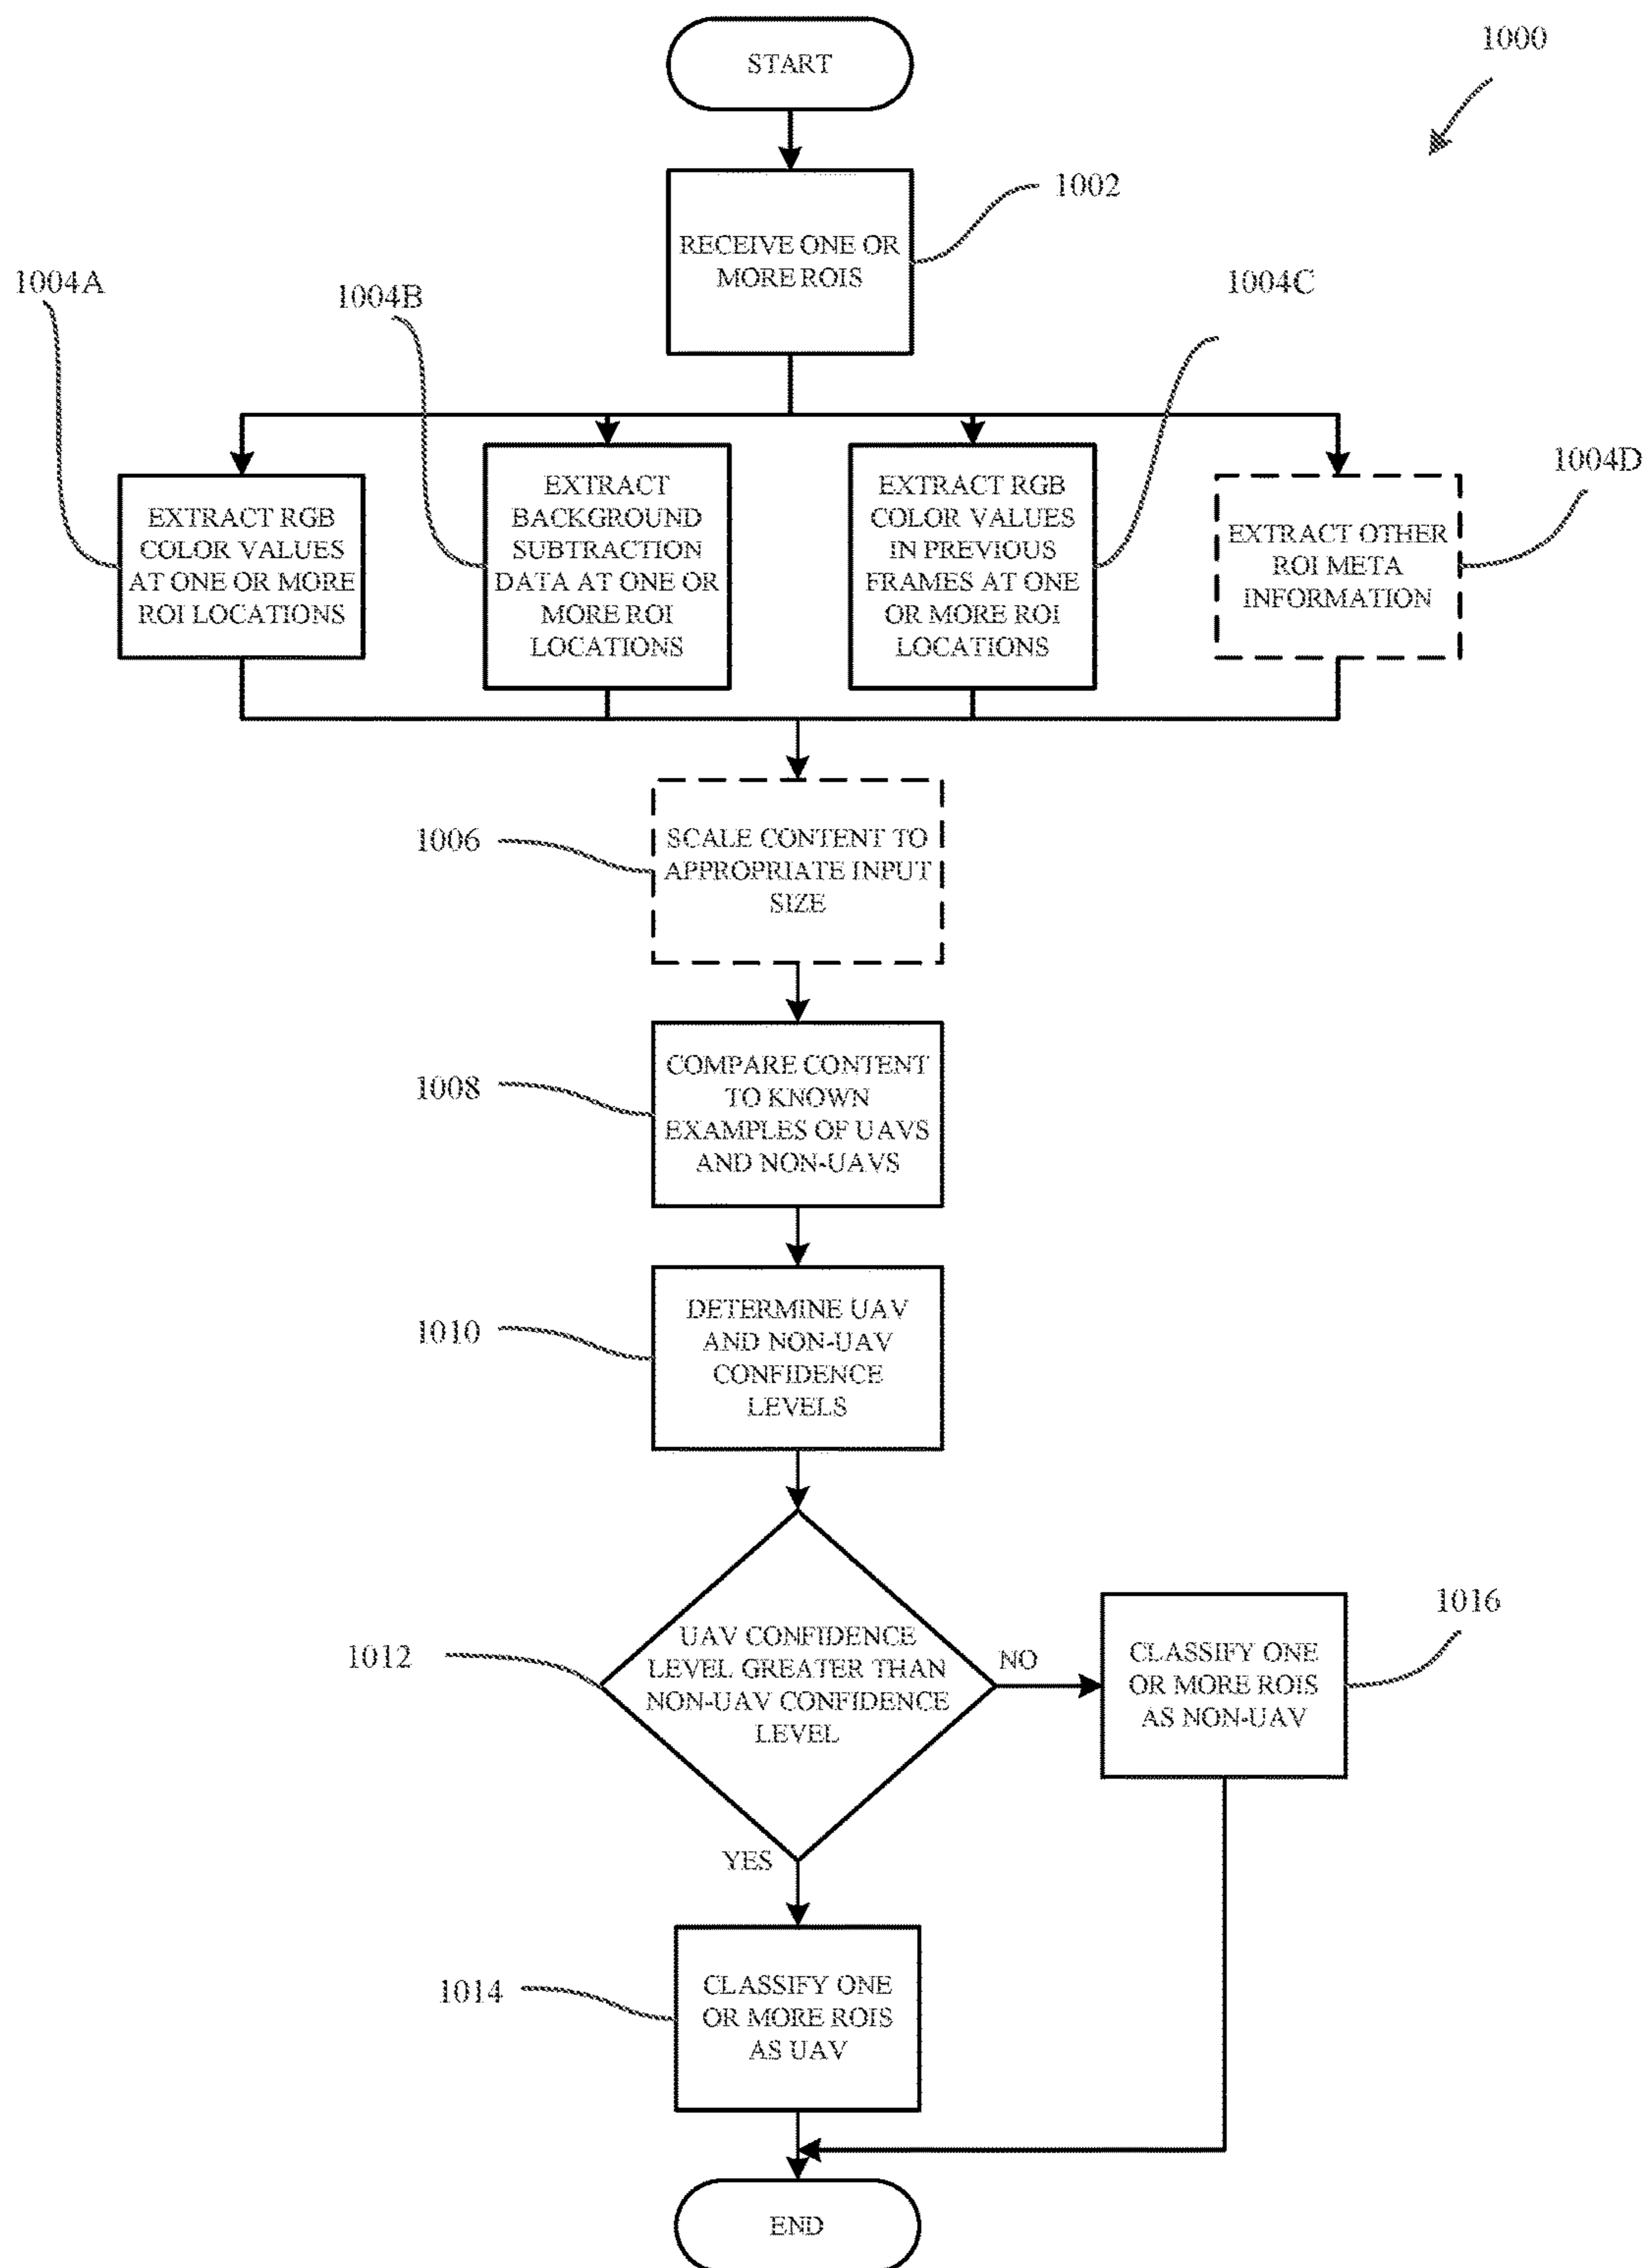 START
1000
1002
RECEIVE ONE OR
MORE ROIS
1004A
1004B
1004C
1004D
EXTRACT RGB
COLOR VALUES
AT ONE OR MORE
ROI LOCATIONS
EXTRACT
BACKGROUND
SUBTRACTION
DATA AT ONE OR
MORE ROI
LOCATIONS
EXTRACT RGB
COLOR VALUES
IN PREVIOUS
FRAMES AT ONE
OR MORE ROI
LOCATIONS
EXTRACT OTHER
ROI META
INFORMATION
1006
SCALE CONTENT TO
APPROPRIATE INPUT
SIZE
1008
COMPARE CONTENT
TO KNOWN
EXAMPLES OF UAVS
AND NON-UAVS
1010
DETERMINE UAV
AND NON-UAV
CONFIDENCE
LEVELS
1012
UAV CONFIDENCE
LEVEL GREATER THAN
NON-UAV CONFIDENCE
LEVEL
NO
1016
CLASSIFY ONE
OR MORE ROIS
AS NON-UAV
YES
1014
CLASSIFY ONE
OR MORE ROIS
AS UAV
END